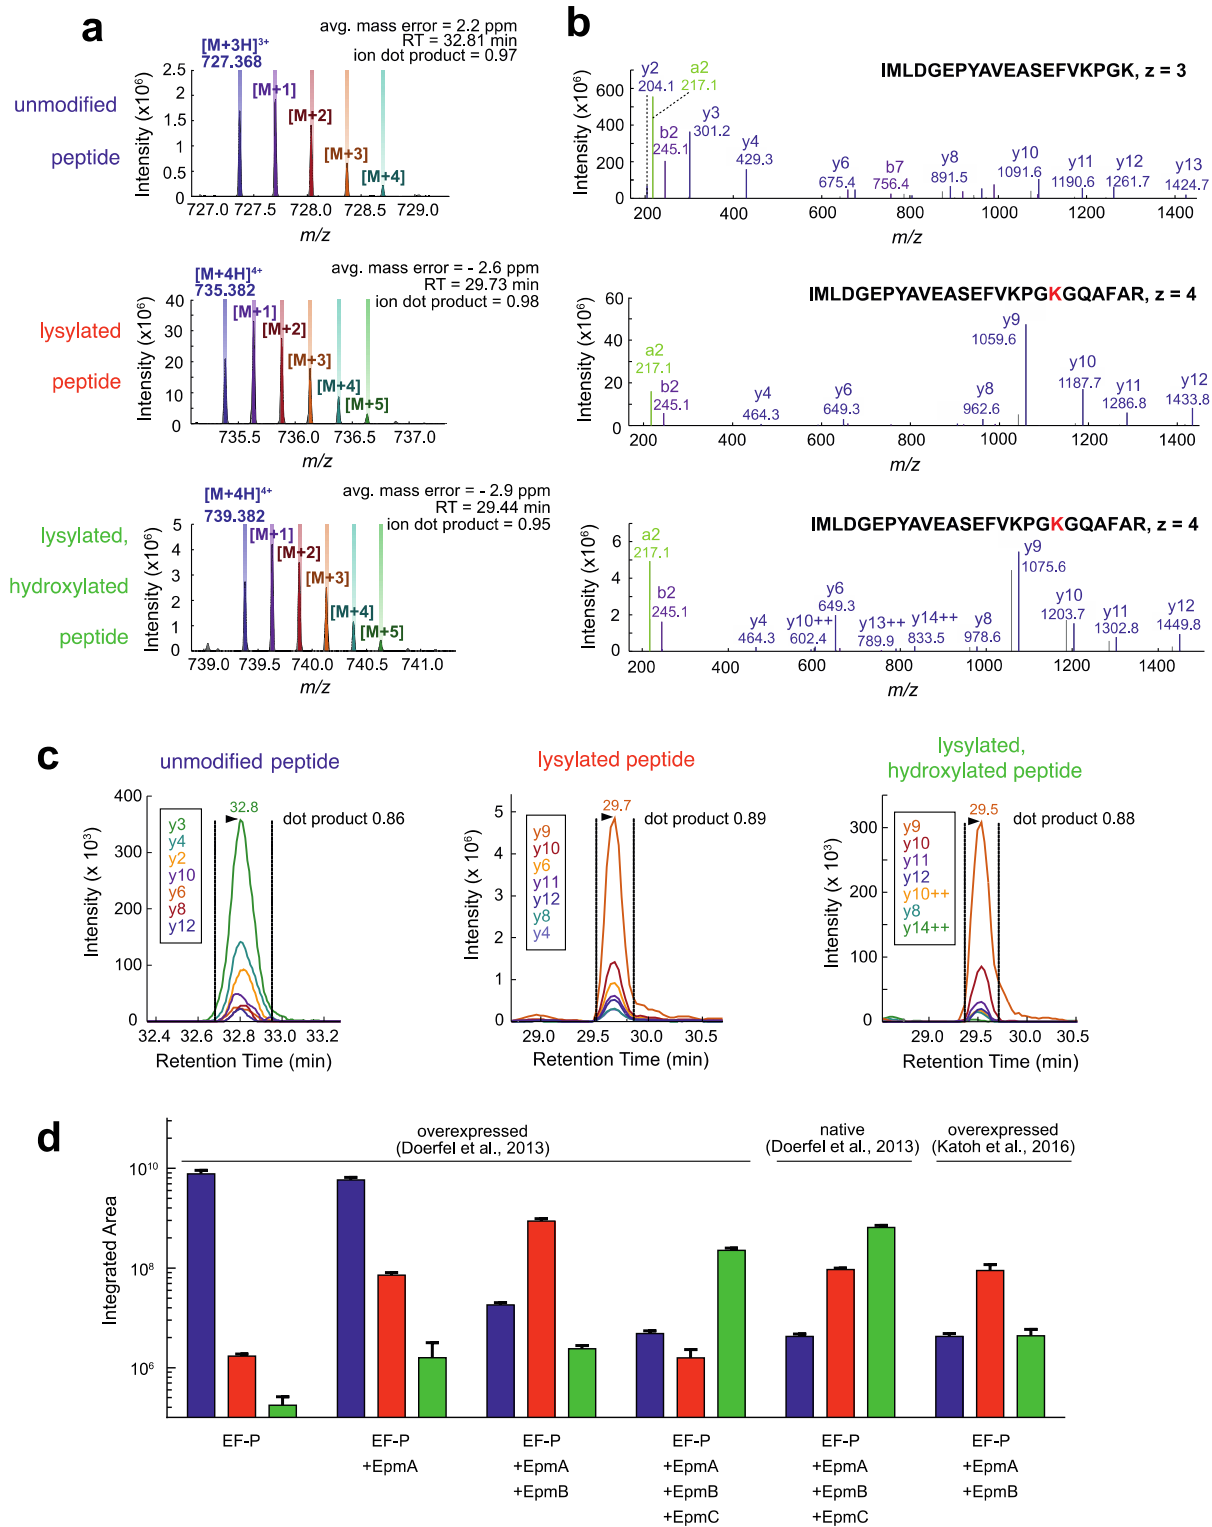 a
avg. mass error = 2.2 ppm
RT = 32.81 min
ion dot product = 0.97
[M+3H]3+
727.368
unmodified
peptide
Intensity (x10⁶)
2.5
2
1.5
1
0.5
0
[M+1]
[M+2]
[M+3]
[M+4]
727.0 727.5 728.0 728.5 729.0
m/z
avg. mass error = - 2.6 ppm
RT = 29.73 min
ion dot product = 0.98
[M+4H]4+
735.382
lysylated
peptide
Intensity (x10⁶)
40
30
20
10
0
[M+1]
[M+2]
[M+3]
[M+4]
[M+5]
735.5 736.0 736.5 737.0
m/z
avg. mass error = - 2.9 ppm
RT = 29.44 min
ion dot product = 0.95
[M+4H]4+
739.382
lysylated,
hydroxylated
peptide
Intensity (x10⁶)
5
4
3
2
1
0
[M+1]
[M+2]
[M+3]
[M+4]
[M+5]
739.0 739.5 740.0 740.5 741.0
m/z
b
IMLDGEPYAVEASEFVKPGK, z = 3
Intensity (x10⁶)
600
400
200
0
y2
204.1
a2
217.1
b2
245.1
y3
301.2
y4
429.3
y6
675.4
b7
756.4
y8
891.5
y10
1091.6
y11
1190.6
y12
1261.7
y13
1424.7
200 400 600 800 1000 1200 1400
m/z
IMLDGEPYAVEASEFVKPGKGQAFAR, z = 4
Intensity (x10⁶)
60
40
20
0
a2
217.1
b2
245.1
y4
464.3
y6
649.3
y8
962.6
y9
1059.6
y10
1187.7
y11
1286.8
y12
1433.8
200 400 600 800 1000 1200 1400
m/z
IMLDGEPYAVEASEFVKPGKGQAFAR, z = 4
Intensity (x10⁶)
6
4
2
0
a2
217.1
b2
245.1
y4
464.3
y10++
602.4
y6
649.3
y13++
789.9
y14++
833.5
y8
978.6
y9
1075.6
y10
1203.7
y11
1302.8
y12
1449.8
200 400 600 800 1000 1200 1400
m/z
c
unmodified peptide
Intensity (x 10³)
400
300
200
100
0
y3
y4
y2
y10
y6
y8
y12
32.8
dot product 0.86
32.4 32.6 32.8 33.0 33.2
Retention Time (min)
lysylated peptide
Intensity (x 10⁶)
5
4
3
2
1
0
y9
y10
y6
y11
y12
y8
y4
29.7
dot product 0.89
29.0 29.5 30.0 30.5
Retention Time (min)
lysylated,
hydroxylated peptide
Intensity (x 10³)
300
200
100
0
y9
y10
y11
y12
y10++
y8
y14++
29.5
dot product 0.88
29.0 29.5 30.0 30.5
Retention Time (min)
d
overexpressed
(Doerfel et al., 2013)
native
(Doerfel et al., 2013)
overexpressed
(Katoh et al., 2016)
Integrated Area
10¹⁰
10⁸
10⁶
EF-P
EF-P
+EpmA
EF-P
+EpmA
+EpmB
EF-P
+EpmA
+EpmB
+EpmC
EF-P
+EpmA
+EpmB
+EpmC
EF-P
+EpmA
+EpmB